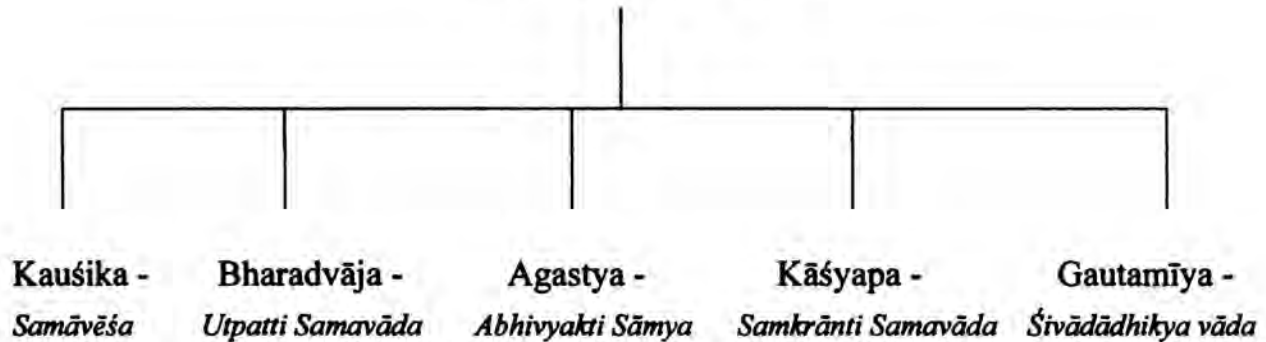 Kauśika - Bharadvāja - Agastya - Kāśyapa - Gautamīya -
Samāvēśa Utpatti Samavāda Abhivyakti Sāmya Samkrānti Samavāda Śivādādhikya vāda